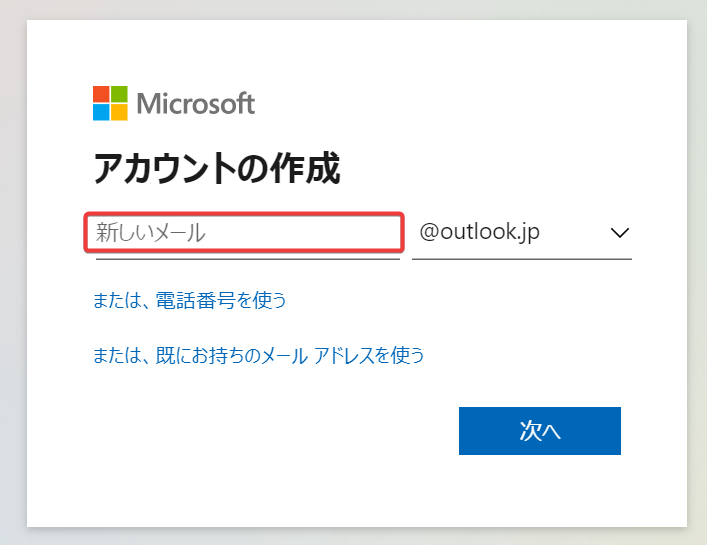 Microsoft
アカウントの作成
新しいメール
@outlook.jp
または、電話番号を使う
または、既にお持ちのメール アドレスを使う
次へ